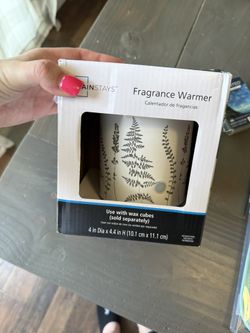 AINSTAYS
Fragrance Warmer
Calentador de fragancias
Use with wax cubes
(sold separately)
4 in Dia x 4.4 in H (10.1 cm x 11.1 cm)